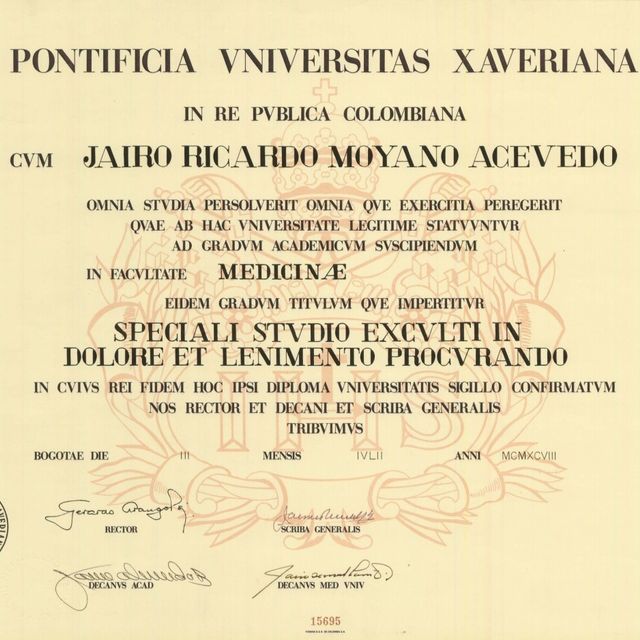 PONTIFICIA VNIVERSITAS XAVERIANA
IN RE PVBLICA COLOMBIANA
CVM JAIRO RICARDO MOYANO ACEVEDO
OMNIA STVDIA PERSOLVERIT OMNIA QVE EXERCITIA PEREGERIT
QVAE AB HAC VNIVERSITATE LEGITIME STATVVNTVR
AD GRADVM ACADEMICVM SVSCIPIENDVM
IN FACVLTATE MEDICINÆ
EIDEM GRADVM TITVLVM QVE IMPERTITVR
SPECIALI STVDIO EXCVLTI IN
DOLORE ET LENIMENTO PROCVRANDO
IN CVIVS REI FIDEM HOC IPSI DIPLOMA VNIVERSITATIS SIGILLO CONFIRMATVM
NOS RECTOR ET DECANI ET SCRIBA GENERALIS
TRIBVIMVS
BOGOTAE DIE III MENSIS IVLII ANNI MCMXCVIII
RECTOR SCRIBA GENERALIS
DECANVS ACAD DECANVS MED VNIV
IHS
15695